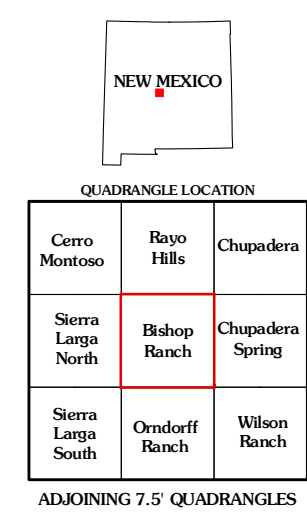 NEW MEXICO
QUADRANGLE LOCATION
Cerro
Montoso
Rayo
Hills
Chupadera
Sierra
Larga
North
Bishop
Ranch
Chupadera
Spring
Sierra
Larga
South
Orndorff
Ranch
Wilson
Ranch
ADJOINING 7.5' QUADRANGLES